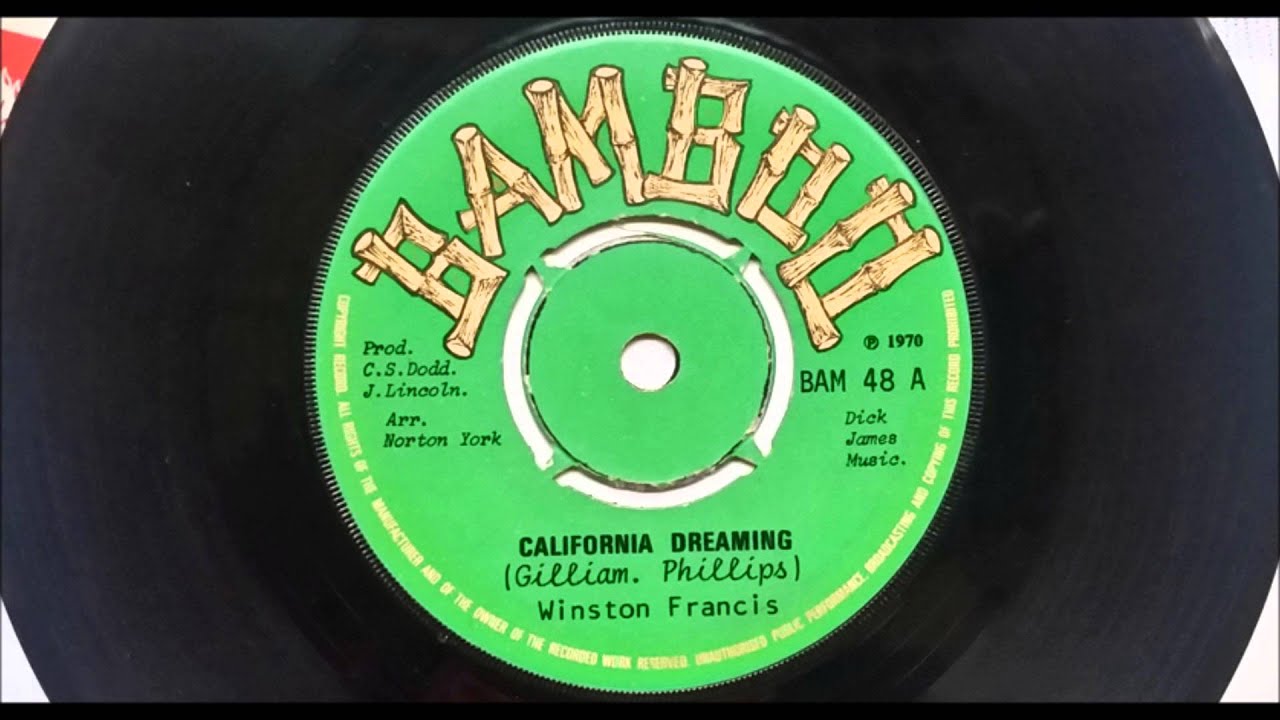 BAMBOO
℗ 1970
Prod.
C.S.Dodd.
J.Lincoln.
BAM 48 A
Arr.
Norton York
Dick
James
Music.
CALIFORNIA DREAMING
(Gilliam. Phillips)
Winston Francis
COPYRIGHT RECORD. ALL RIGHTS OF THE MANUFACTURER AND OF THE OWNER OF THE RECORDED WORK RESERVED. UNAUTHORISED PUBLIC PERFORMANCE, BROADCASTING AND COPYING OF THIS RECORD PROHIBITED